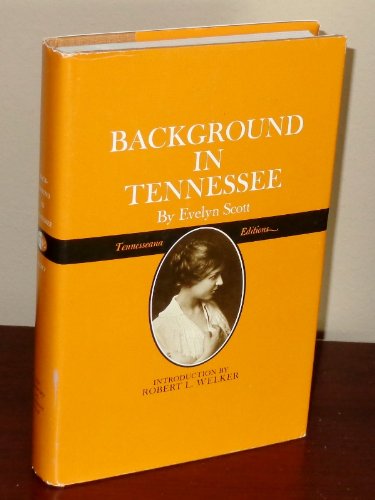 BACKGROUND
IN
TENNESSEE
By Evelyn Scott
Tennesseana Editions
INTRODUCTION BY
ROBERT L. WELKER